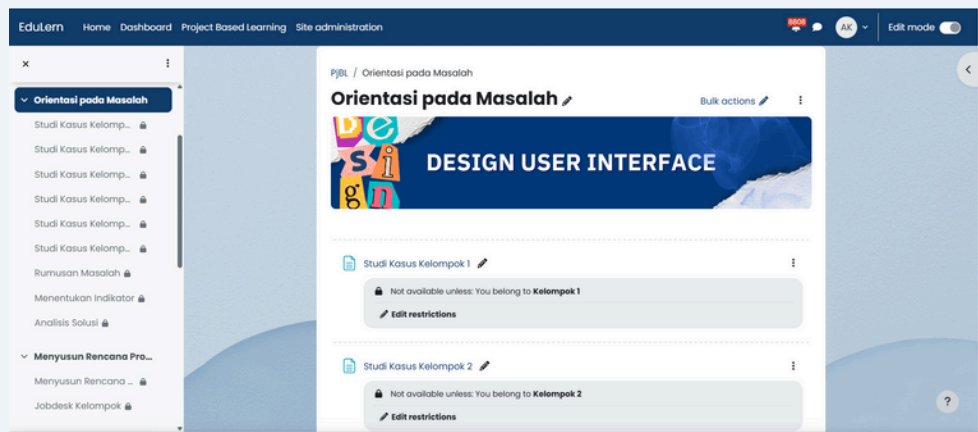 EduLern Home Dashboard Project Based Learning Site administration 8808 AK Edit mode
Orientasi pada Masalah
Studi Kasus Kelomp...
Studi Kasus Kelomp...
Studi Kasus Kelomp...
Studi Kasus Kelomp...
Studi Kasus Kelomp...
Studi Kasus Kelomp...
Rumusan Masalah
Menentukan Indikator
Analisis Solusi
Menyusun Rencana Pro...
Menyusun Rencana ...
Jobdesk Kelompok
PjBL / Orientasi pada Masalah
Orientasi pada Masalah
Bulk actions
Design
DESIGN USER INTERFACE
Studi Kasus Kelompok 1
Not available unless: You belong to Kelompok 1
Edit restrictions
Studi Kasus Kelompok 2
Not available unless: You belong to Kelompok 2
Edit restrictions
?